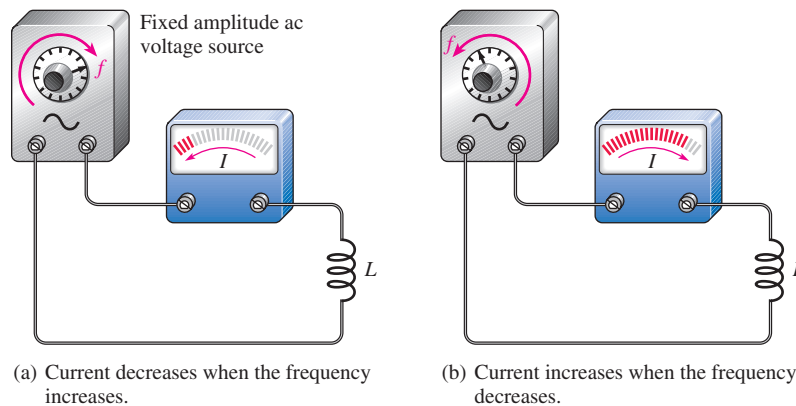 Fixed amplitude ac
voltage source
f
I
L
(a) Current decreases when the frequency
increases.
f
I
(b) Current increases when the frequency
decreases.